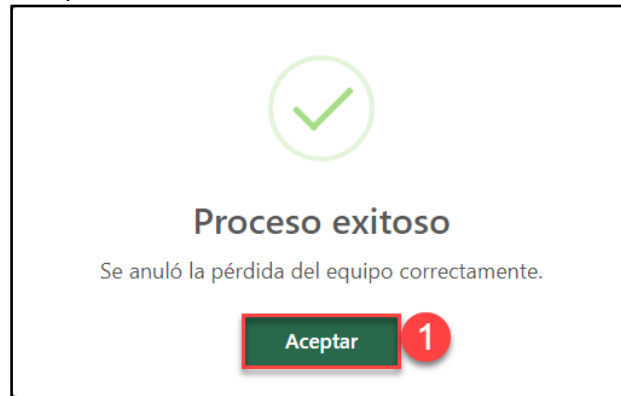 Proceso exitoso
Se anuló la pérdida del equipo correctamente.
Aceptar 1